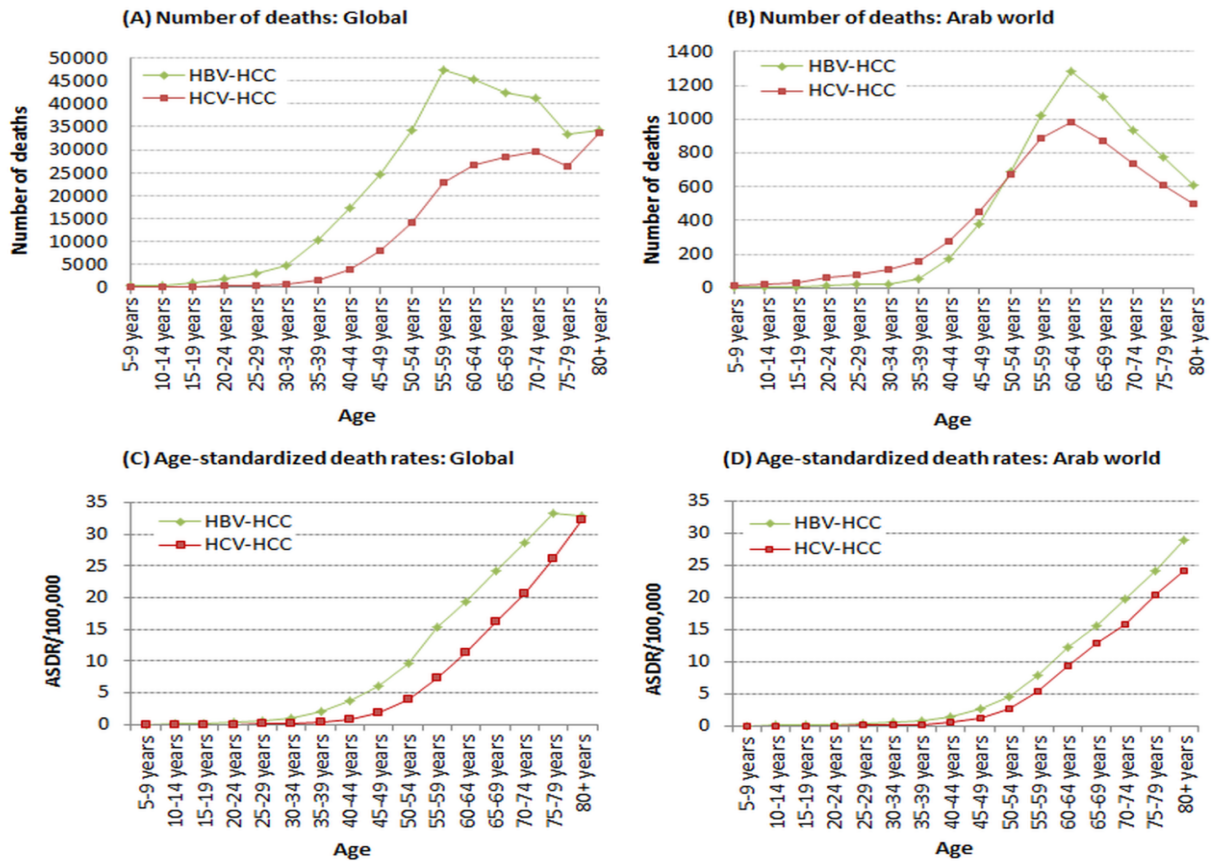 (A) Number of deaths: Global
Number of deaths
50000
45000
40000
35000
30000
25000
20000
15000
10000
5000
0
HBV-HCC
HCV-HCC
5-9 years
10-14 years
15-19 years
20-24 years
25-29 years
30-34 years
35-39 years
40-44 years
45-49 years
50-54 years
55-59 years
60-64 years
65-69 years
70-74 years
75-79 years
80+ years
Age
(B) Number of deaths: Arab world
Number of deaths
1400
1200
1000
800
600
400
200
0
HBV-HCC
HCV-HCC
5-9 years
10-14 years
15-19 years
20-24 years
25-29 years
30-34 years
35-39 years
40-44 years
45-49 years
50-54 years
55-59 years
60-64 years
65-69 years
70-74 years
75-79 years
80+ years
Age
(C) Age-standardized death rates: Global
ASDR/100,000
35
30
25
20
15
10
5
0
HBV-HCC
HCV-HCC
5-9 years
10-14 years
15-19 years
20-24 years
25-29 years
30-34 years
35-39 years
40-44 years
45-49 years
50-54 years
55-59 years
60-64 years
65-69 years
70-74 years
75-79 years
80+ years
Age
(D) Age-standardized death rates: Arab world
ASDR/100,000
35
30
25
20
15
10
5
0
HBV-HCC
HCV-HCC
5-9 years
10-14 years
15-19 years
20-24 years
25-29 years
30-34 years
35-39 years
40-44 years
45-49 years
50-54 years
55-59 years
60-64 years
65-69 years
70-74 years
75-79 years
80+ years
Age